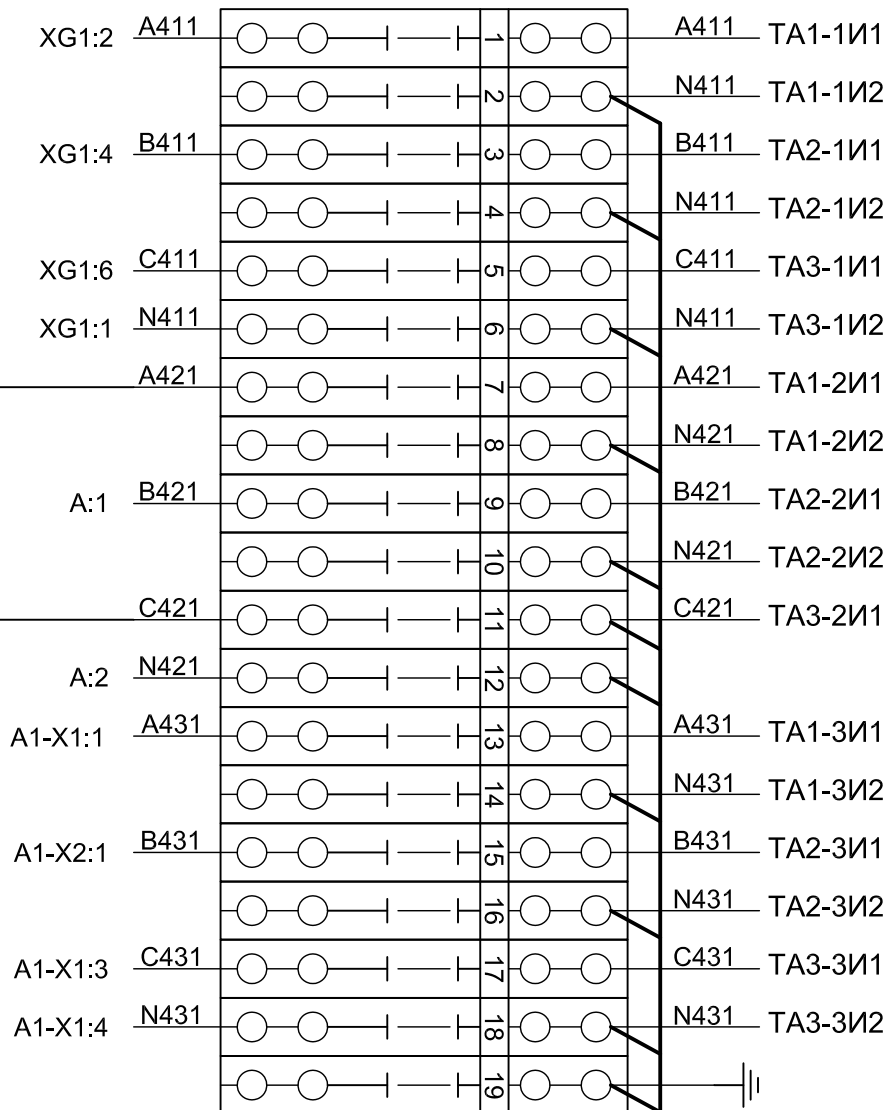 XG1:2 A411 1 A411 TA1-1И1
2 N411 TA1-1И2
XG1:4 B411 3 B411 TA2-1И1
4 N411 TA2-1И2
XG1:6 C411 5 C411 TA3-1И1
XG1:1 N411 6 N411 TA3-1И2
A421 7 A421 TA1-2И1
8 N421 TA1-2И2
A:1 B421 9 B421 TA2-2И1
10 N421 TA2-2И2
C421 11 C421 TA3-2И1
A:2 N421 12
A1-X1:1 A431 13 A431 TA1-3И1
14 N431 TA1-3И2
A1-X2:1 B431 15 B431 TA2-3И1
16 N431 TA2-3И2
A1-X1:3 C431 17 C431 TA3-3И1
A1-X1:4 N431 18 N431 TA3-3И2
19